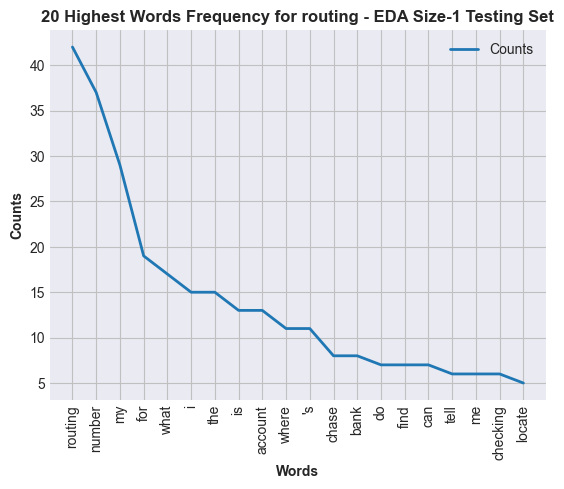 20 Highest Words Frequency for routing - EDA Size-1 Testing Set
Counts
40
35
30
25
20
15
10
5
Counts
routing
number
my
for
what
i
the
is
account
where
's
chase
bank
do
find
can
tell
me
checking
locate
Words